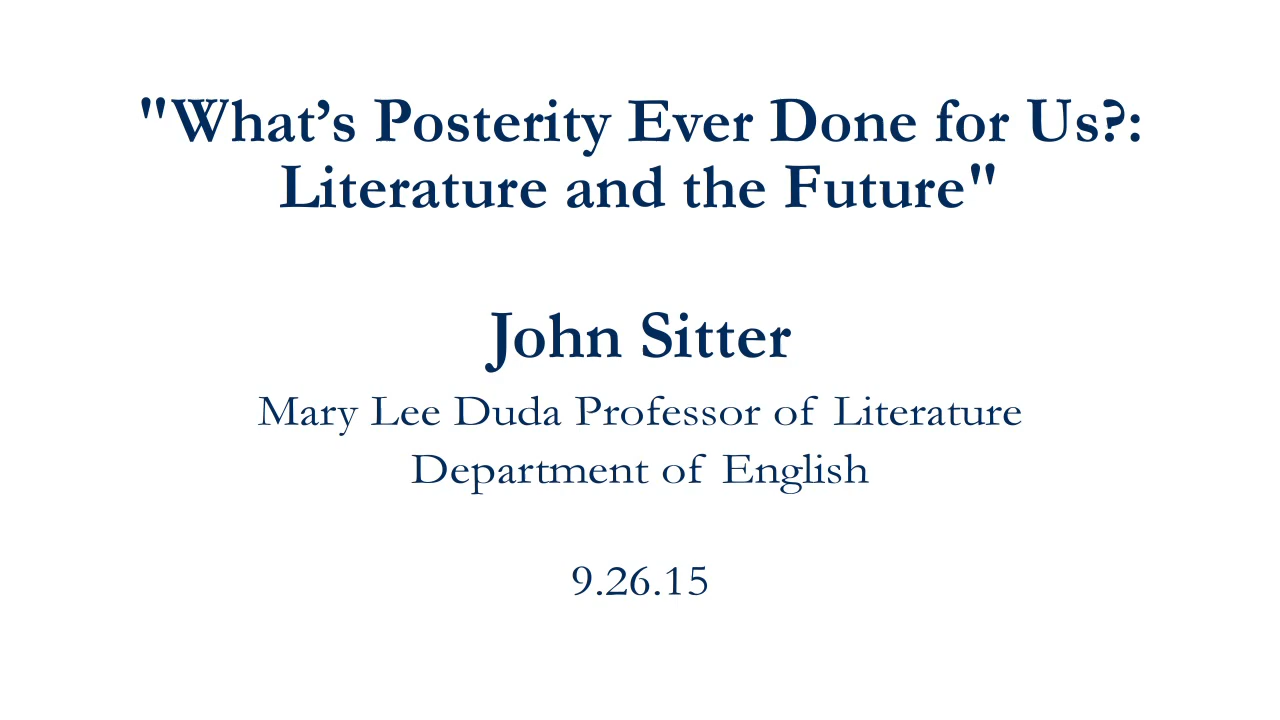 "What’s Posterity Ever Done for Us?:
Literature and the Future"
John Sitter
Mary Lee Duda Professor of Literature
Department of English
9.26.15